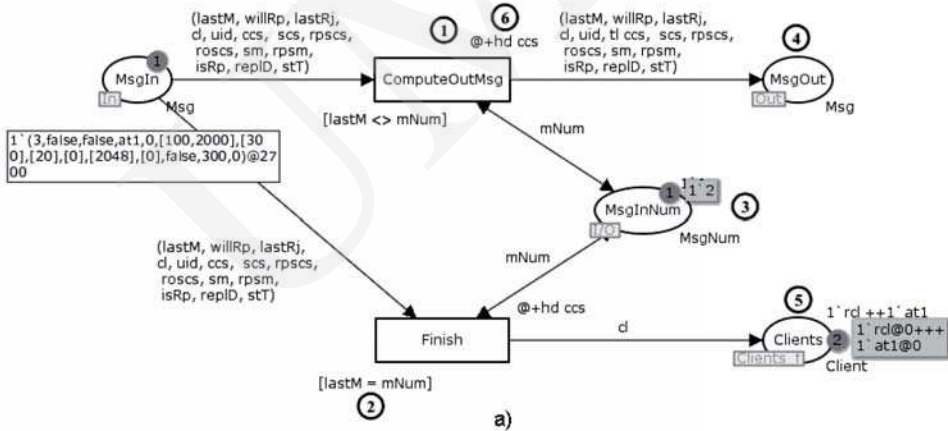 (lastM, willRp, lastRj,
cl, uid, ccs, scs, rpscs,
roscs, sm, rpsm,
isRp, replD, stT)
1
6
@+hd ccs
(lastM, willRp, lastRj,
cl, uid, tl ccs, scs, rpscs,
roscs, sm, rpsm,
isRp, replD, stT)
4
MsgIn
1
In
Msg
ComputeOutMsg
[lastM <> mNum]
MsgOut
Out
Msg
1`(3,false,false,at1,0,[100,2000],[30
0],[20],[0],[2048],[0],false,300,0)@27
00
mNum
MsgInNum
1
1`2
I/O
MsgNum
3
(lastM, willRp, lastRj,
cl, uid, ccs, scs, rpscs,
roscs, sm, rpsm,
isRp, replD, stT)
mNum
@+hd ccs
Finish
[lastM = mNum]
2
cl
5
1`rcl ++1`at1
Clients
2
1`rcl@0+++
1`at1@0
Client
a)